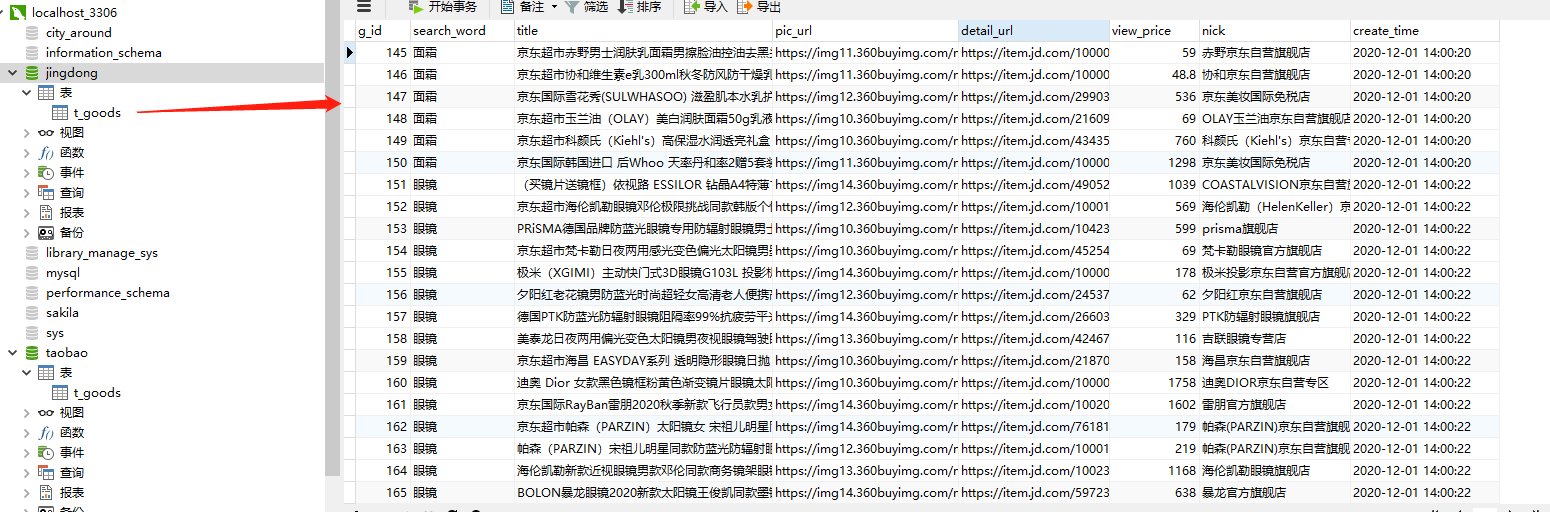 localhost_3306
city_around
information_schema
jingdong
表
t_goods
视图
函数
事件
查询
报表
备份
library_manage_sys
mysql
performance_schema
sakila
sys
taobao
表
t_goods
视图
函数
事件
查询
报表
开始事务 备注 筛选 排序 导入 导出
g_id search_word title pic_url detail_url view_price nick create_time
145 面霜 京东超市赤野男士润肤乳面霜男擦脸油控油去黑 https://img11.360buyimg.com/r https://item.jd.com/10000 59 赤野京东自营旗舰店 2020-12-01 14:00:20
146 面霜 京东超市协和维生素e乳300ml秋冬防风防干燥 https://img10.360buyimg.com/r https://item.jd.com/10000 48.8 协和京东自营旗舰店 2020-12-01 14:00:20
147 面霜 京东国际雪花秀(SULWHASOO) 滋盈肌本水乳护 https://img12.360buyimg.com/r https://item.jd.com/29903 536 京东美妆国际免税店 2020-12-01 14:00:20
148 面霜 京东超市玉兰油（OLAY）美白润肤面霜50g乳液 https://img10.360buyimg.com/r https://item.jd.com/21609 69 OLAY玉兰油京东自营旗舰店 2020-12-01 14:00:20
149 面霜 京东超市科颜氏（Kiehl's）高保湿水润透亮礼盒 https://img14.360buyimg.com/r https://item.jd.com/43435 760 科颜氏（Kiehl's）京东自营 2020-12-01 14:00:20
150 面霜 京东国际韩国进口 后Whoo 天率丹和率2赠5套 https://img11.360buyimg.com/r https://item.jd.com/10000 1298 京东美妆国际免税店 2020-12-01 14:00:20
151 眼镜 （买镜片送镜框）依视路 ESSILOR 钻晶A4特薄 https://img14.360buyimg.com/r https://item.jd.com/49052 1039 COASTALVISION京东自营 2020-12-01 14:00:22
152 眼镜 京东超市海伦凯勒眼镜邓伦极限挑战同款韩版个 https://img12.360buyimg.com/r https://item.jd.com/10001 569 海伦凯勒（HelenKeller）京 2020-12-01 14:00:22
153 眼镜 PRiSMA德国品牌防蓝光眼镜专用防辐射眼镜男士 https://img14.360buyimg.com/r https://item.jd.com/10423 599 prisma旗舰店 2020-12-01 14:00:22
154 眼镜 京东超市梵卡勒日夜两用感光变色偏光太阳镜男 https://img10.360buyimg.com/r https://item.jd.com/45254 69 梵卡勒眼镜官方旗舰店 2020-12-01 14:00:22
155 眼镜 极米（XGIMI）主动快门式3D眼镜G103L 投影 https://img14.360buyimg.com/r https://item.jd.com/10000 178 极米投影京东自营官方旗舰 2020-12-01 14:00:22
156 眼镜 夕阳红老花镜男防蓝光时尚超轻女高清老人便携 https://img12.360buyimg.com/r https://item.jd.com/24537 62 夕阳红京东自营旗舰店 2020-12-01 14:00:22
157 眼镜 德国PTK防蓝光防辐射眼镜阻隔率99%抗疲劳平 https://img14.360buyimg.com/r https://item.jd.com/26603 329 PTK防辐射眼镜旗舰店 2020-12-01 14:00:22
158 眼镜 美泰龙日夜两用偏光变色太阳镜男夜视眼镜驾驶 https://img13.360buyimg.com/r https://item.jd.com/42467 116 吉联眼镜专营店 2020-12-01 14:00:22
159 眼镜 京东超市海昌 EASYDAY系列 透明隐形眼镜日抛 https://img10.360buyimg.com/r https://item.jd.com/21870 158 海昌京东自营旗舰店 2020-12-01 14:00:22
160 眼镜 迪奥 Dior 女款黑色镜框粉黄色渐变镜片眼镜太 https://img10.360buyimg.com/r https://item.jd.com/10000 1758 迪奥DIOR京东自营专区 2020-12-01 14:00:22
161 眼镜 京东国际RayBan雷朋2020秋季新款飞行员款男 https://img14.360buyimg.com/r https://item.jd.com/10020 1602 雷朋官方旗舰店 2020-12-01 14:00:22
162 眼镜 京东超市帕森（PARZIN）太阳镜女 宋祖儿明星 https://img14.360buyimg.com/r https://item.jd.com/76181 179 帕森(PARZIN)京东自营旗舰 2020-12-01 14:00:22
163 眼镜 帕森（PARZIN）宋祖儿明星同款防蓝光防辐射眼 https://img12.360buyimg.com/r https://item.jd.com/10001 219 帕森(PARZIN)京东自营旗舰 2020-12-01 14:00:22
164 眼镜 海伦凯勒新款近视眼镜男款邓伦同款商务镜架眼 https://img13.360buyimg.com/r https://item.jd.com/10023 1168 海伦凯勒眼镜旗舰店 2020-12-01 14:00:22
165 眼镜 BOLON暴龙眼镜2020新款太阳镜王俊凯同款墨 https://img14.360buyimg.com/r https://item.jd.com/59723 638 暴龙官方旗舰店 2020-12-01 14:00:22